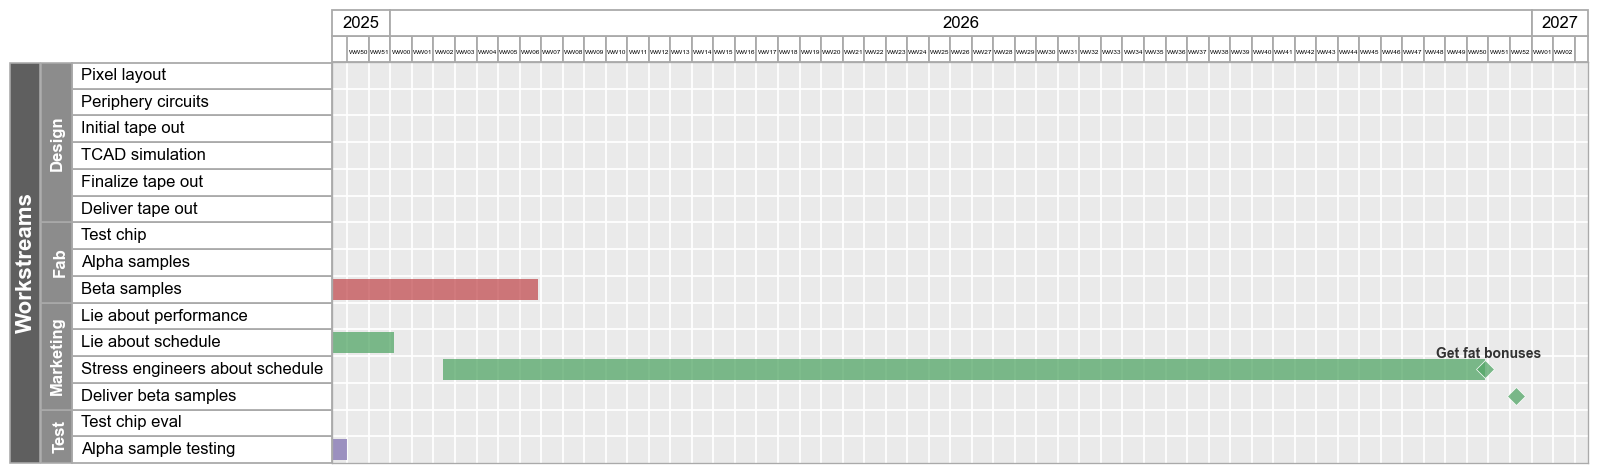 2025 2026 2027
WW50 WW51 WW00 WW01 WW02 WW03 WW04 WW05 WW06 WW07 WW08 WW09 WW10 WW11 WW12 WW13 WW14 WW15 WW16 WW17 WW18 WW19 WW20 WW21 WW22 WW23 WW24 WW25 WW26 WW27 WW28 WW29 WW30 WW31 WW32 WW33 WW34 WW35 WW36 WW37 WW38 WW39 WW40 WW41 WW42 WW43 WW44 WW45 WW46 WW47 WW48 WW49 WW50 WW51 WW52 WW01 WW02
Workstreams
Design
Pixel layout
Periphery circuits
Initial tape out
TCAD simulation
Finalize tape out
Deliver tape out
Fab
Test chip
Alpha samples
Beta samples
Marketing
Lie about performance
Lie about schedule
Stress engineers about schedule
Get fat bonuses
Deliver beta samples
Test
Test chip eval
Alpha sample testing